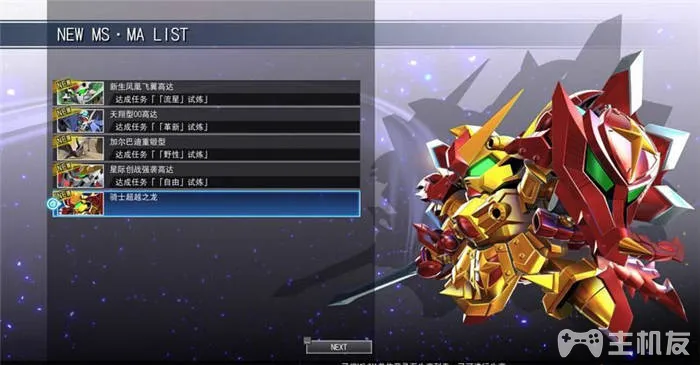 NEW MS・MA LIST
NEW
新生凤凰飞翼高达
达成任务「「流星」试炼」
NEW
天翔型00高达
达成任务「「革新」试炼」
NEW
加尔巴迪重锻型
达成任务「「野性」试炼」
NEW
星际创战强袭高达
达成任务「「自由」试炼」
NEW
骑士超越之龙
NEXT
主机友